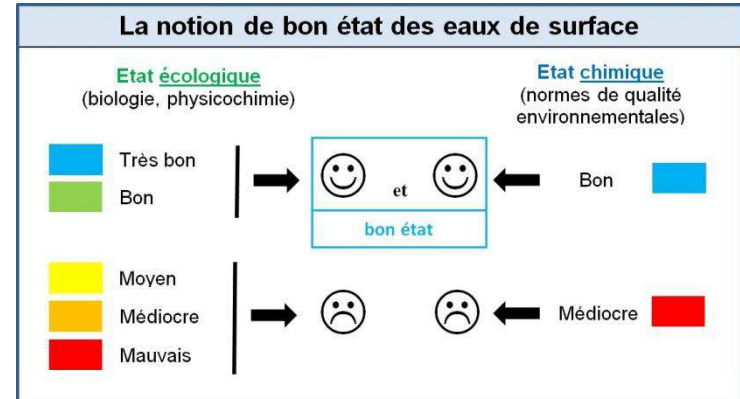 La notion de bon état des eaux de surface
Etat écologique
(biologie, physicochimie)
Etat chimique
(normes de qualité
environnementales)
Très bon
Bon
et
bon état
Bon
Moyen
Médiocre
Mauvais
Médiocre